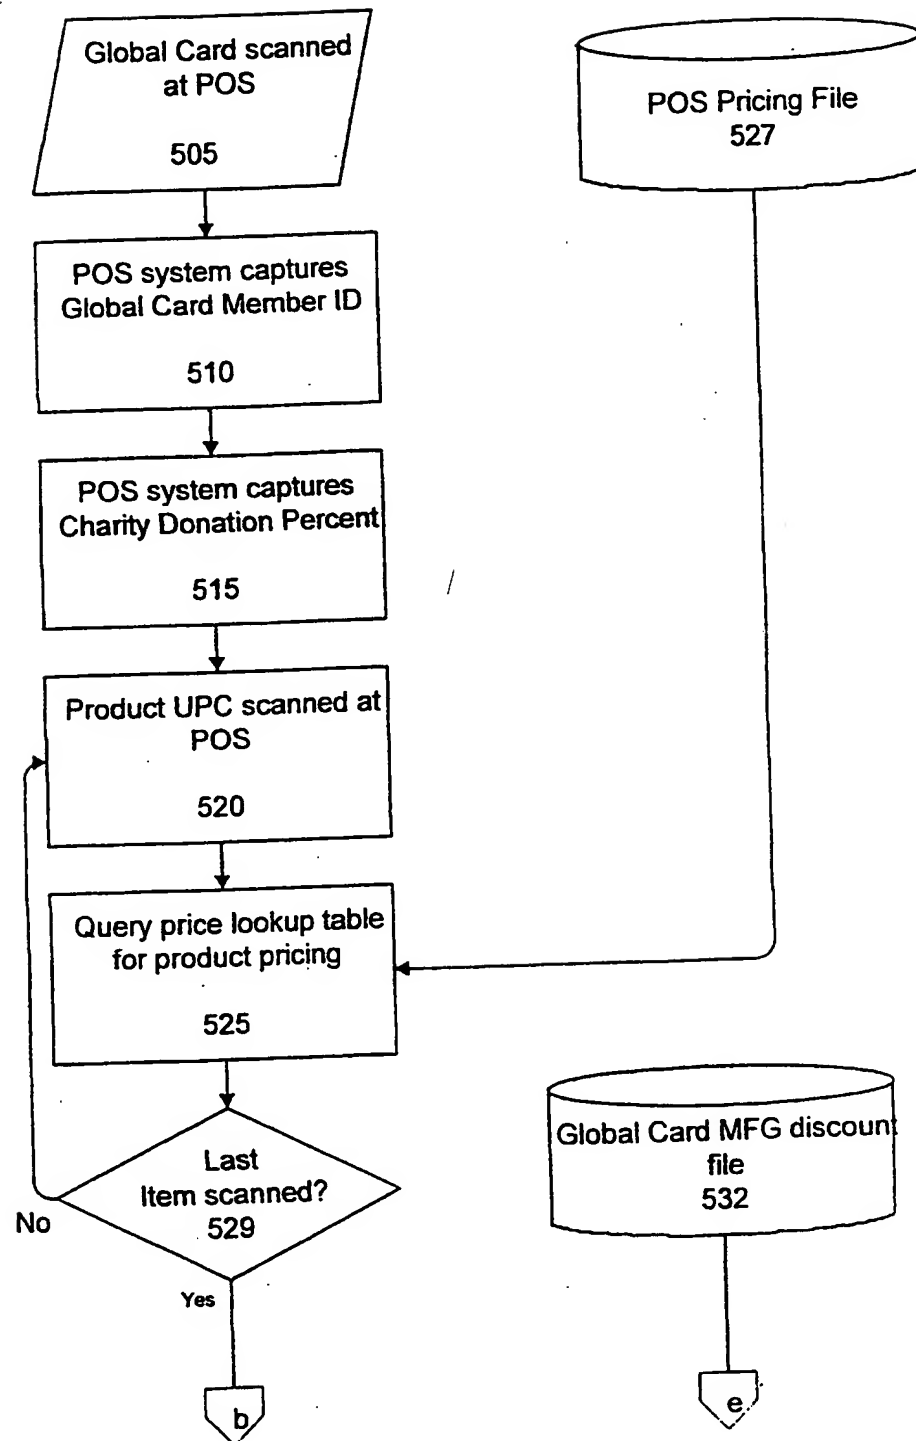 Global Card scanned
at POS
505
POS Pricing File
527
POS system captures
Global Card Member ID
510
POS system captures
Charity Donation Percent
515
Product UPC scanned at
POS
520
Query price lookup table
for product pricing
525
Last
Item scanned?
529
No
Yes
b
Global Card MFG discount
file
532
e